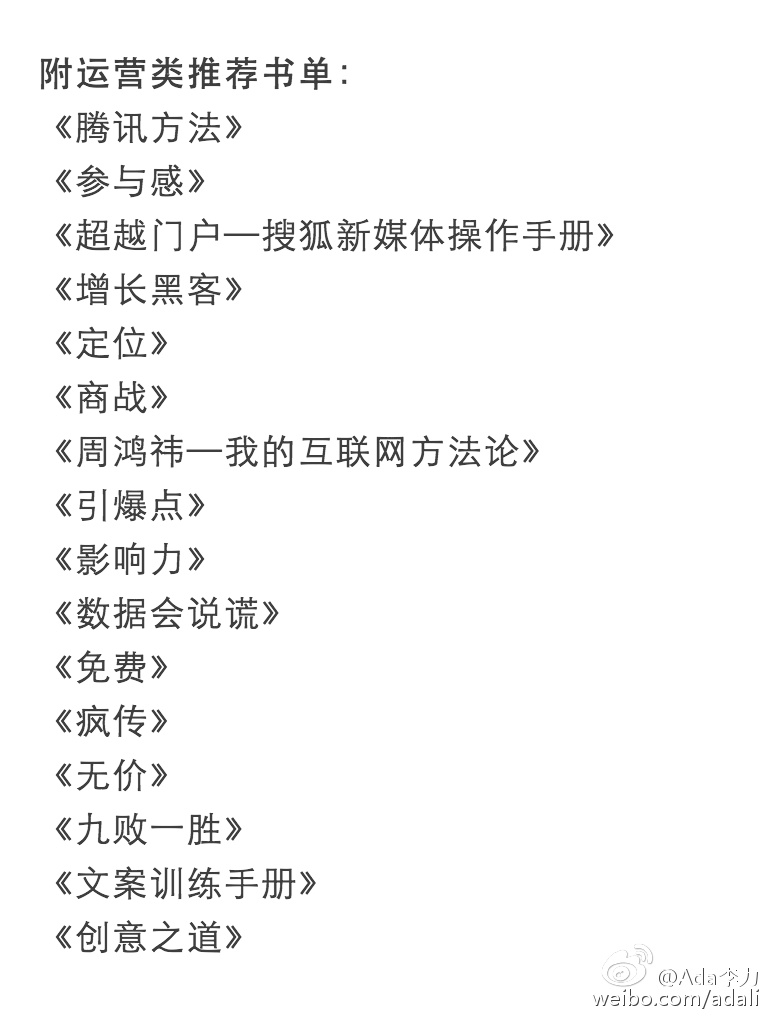 附运营类推荐书单：
《腾讯方法》
《参与感》
《超越门户—搜狐新媒体操作手册》
《增长黑客》
《定位》
《商战》
《周鸿祎—我的互联网方法论》
《引爆点》
《影响力》
《数据会说谎》
《免费》
《疯传》
《无价》
《九败一胜》
《文案训练手册》
《创意之道》
@Ada李力
weibo.com/adali